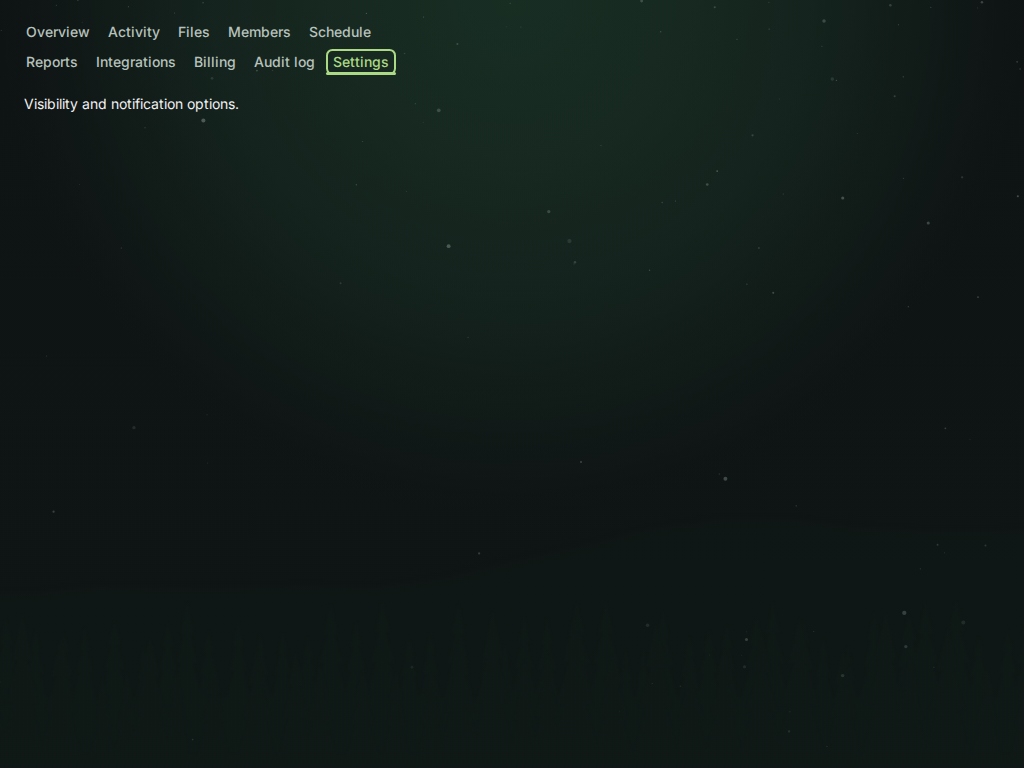 Overview Activity Files Members Schedule
Reports Integrations Billing Audit log Settings
Visibility and notification options.